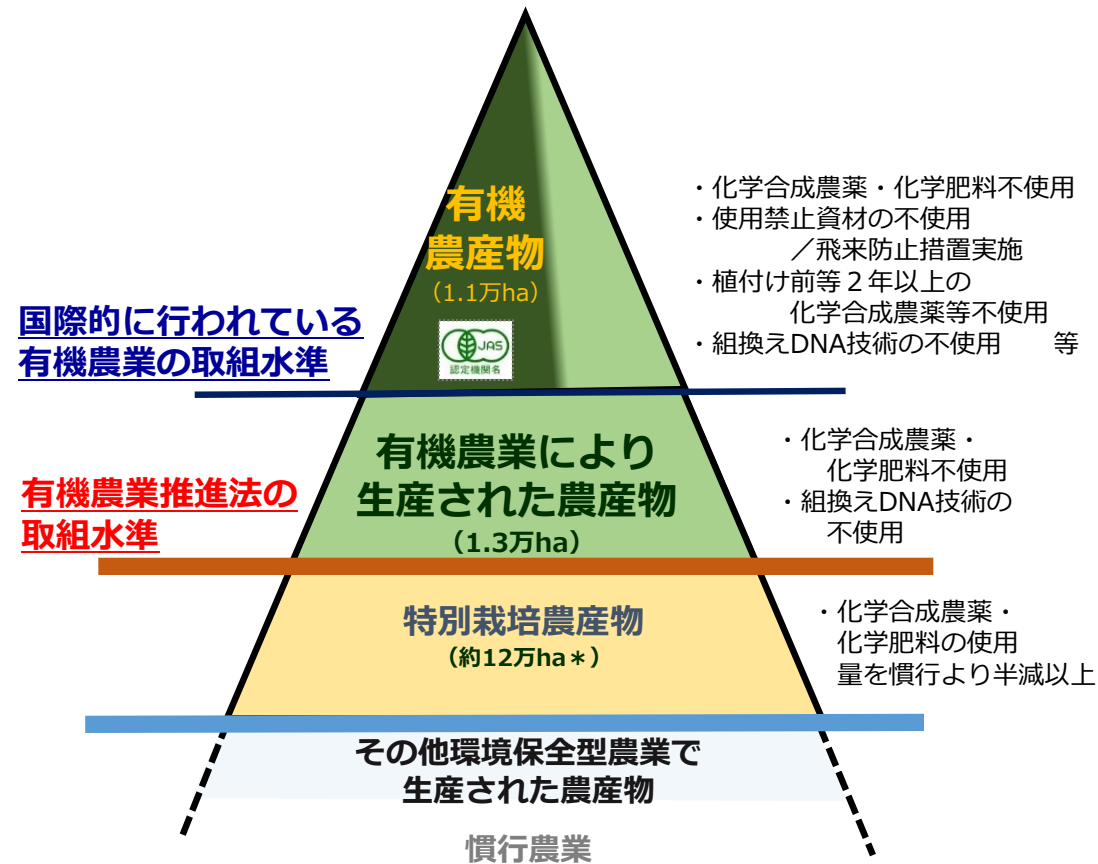 有機
農産物
（1.1万ha）
JAS
認定機関名
・化学合成農薬・化学肥料不使用
・使用禁止資材の不使用
／飛来防止措置実施
・植付け前等２年以上の
化学合成農薬等不使用
・組換えDNA技術の不使用　等
国際的に行われている
有機農業の取組水準
有機農業により
生産された農産物
（1.3万ha）
・化学合成農薬・
化学肥料不使用
・組換えDNA技術の
不使用
有機農業推進法の
取組水準
特別栽培農産物
（約12万ha＊）
・化学合成農薬・
化学肥料の使用
量を慣行より半減以上
その他環境保全型農業で
生産された農産物
慣行農業